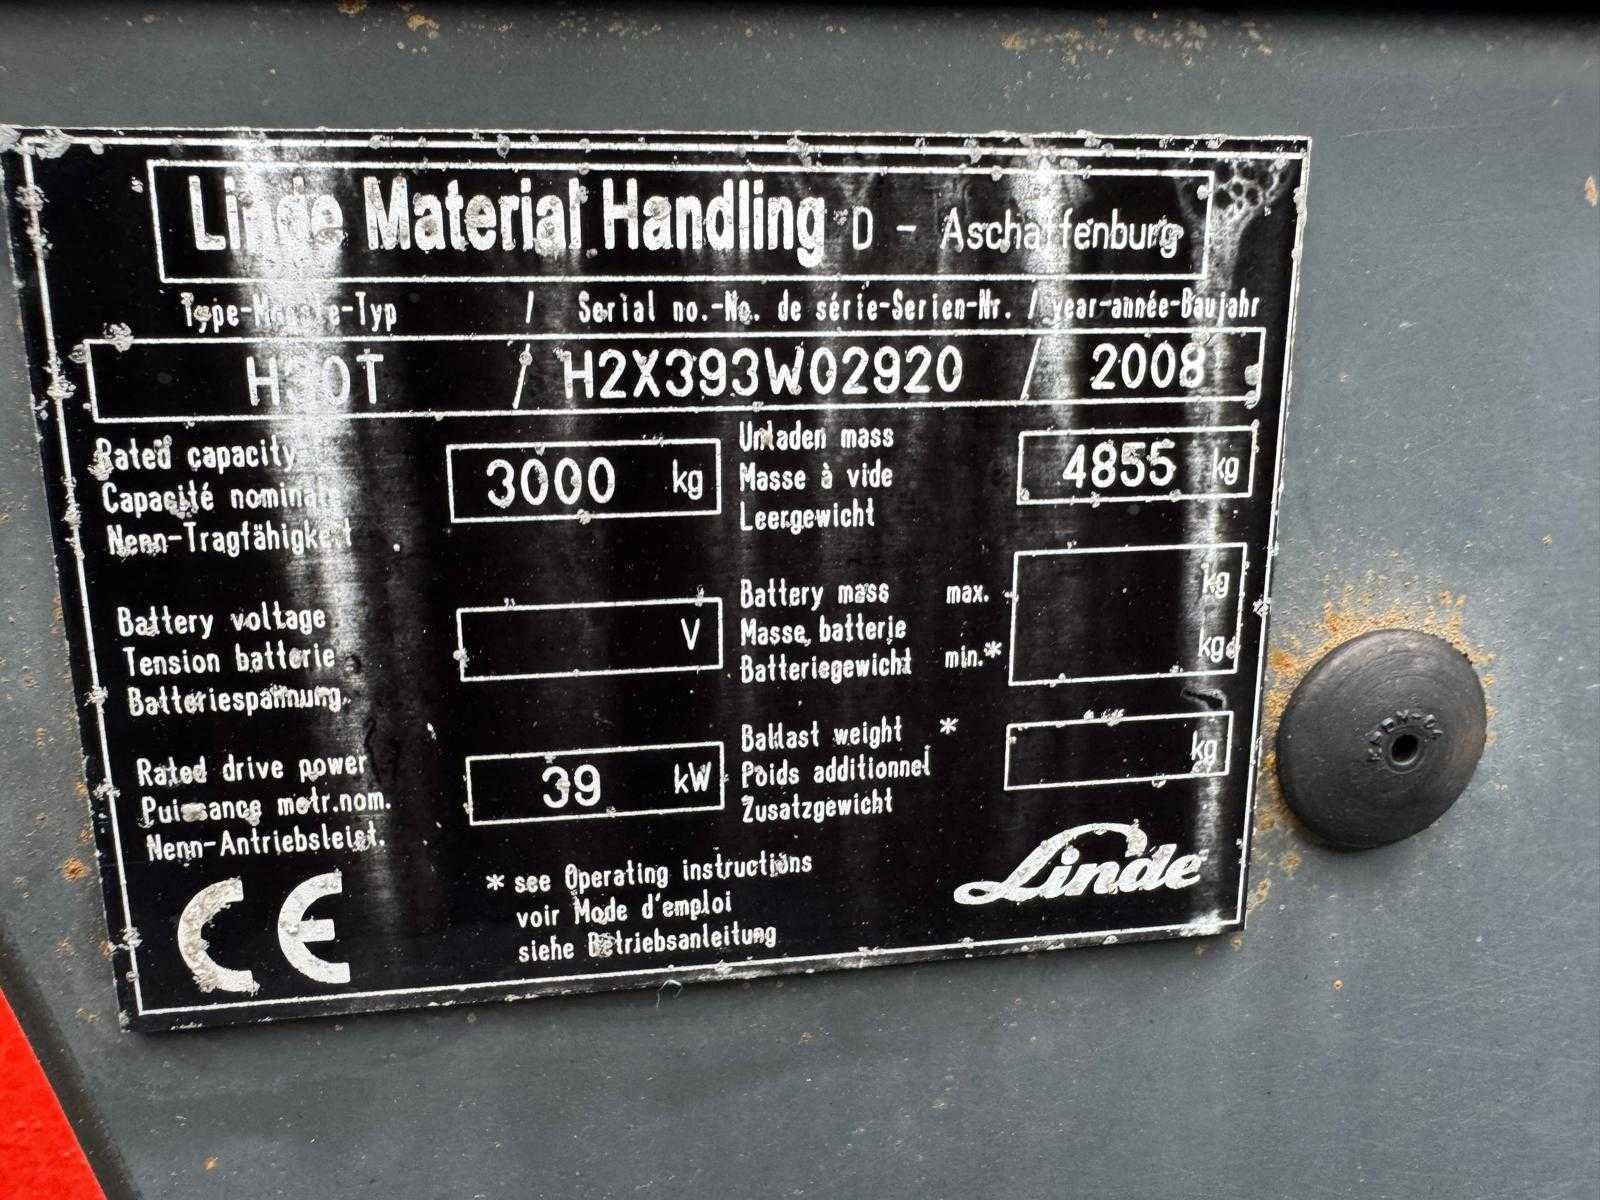 Linde Material Handling D - Aschaffenburg
Type-Modèle-Typ / Serial no.-No. de série-Serien-Nr. / year-année-Baujahr
H30T / H2X393W02920 / 2008
Rated capacity
Capacité nominale
Nenn-Tragfähigkeit
3000 kg
Unladen mass
Masse à vide
Leergewicht
4855 kg
Battery voltage
Tension batterie
Batteriespannung
V
Battery mass max.
Masse batterie
Batteriegewicht min.*
kg
kg
Rated drive power
Puissance motr.nom.
Nenn-Antriebsleist.
39 kW
Ballast weight *
Poids additionnel
Zusatzgewicht
kg
CE
* see Operating instructions
voir Mode d'emploi
siehe Betriebsanleitung
Linde